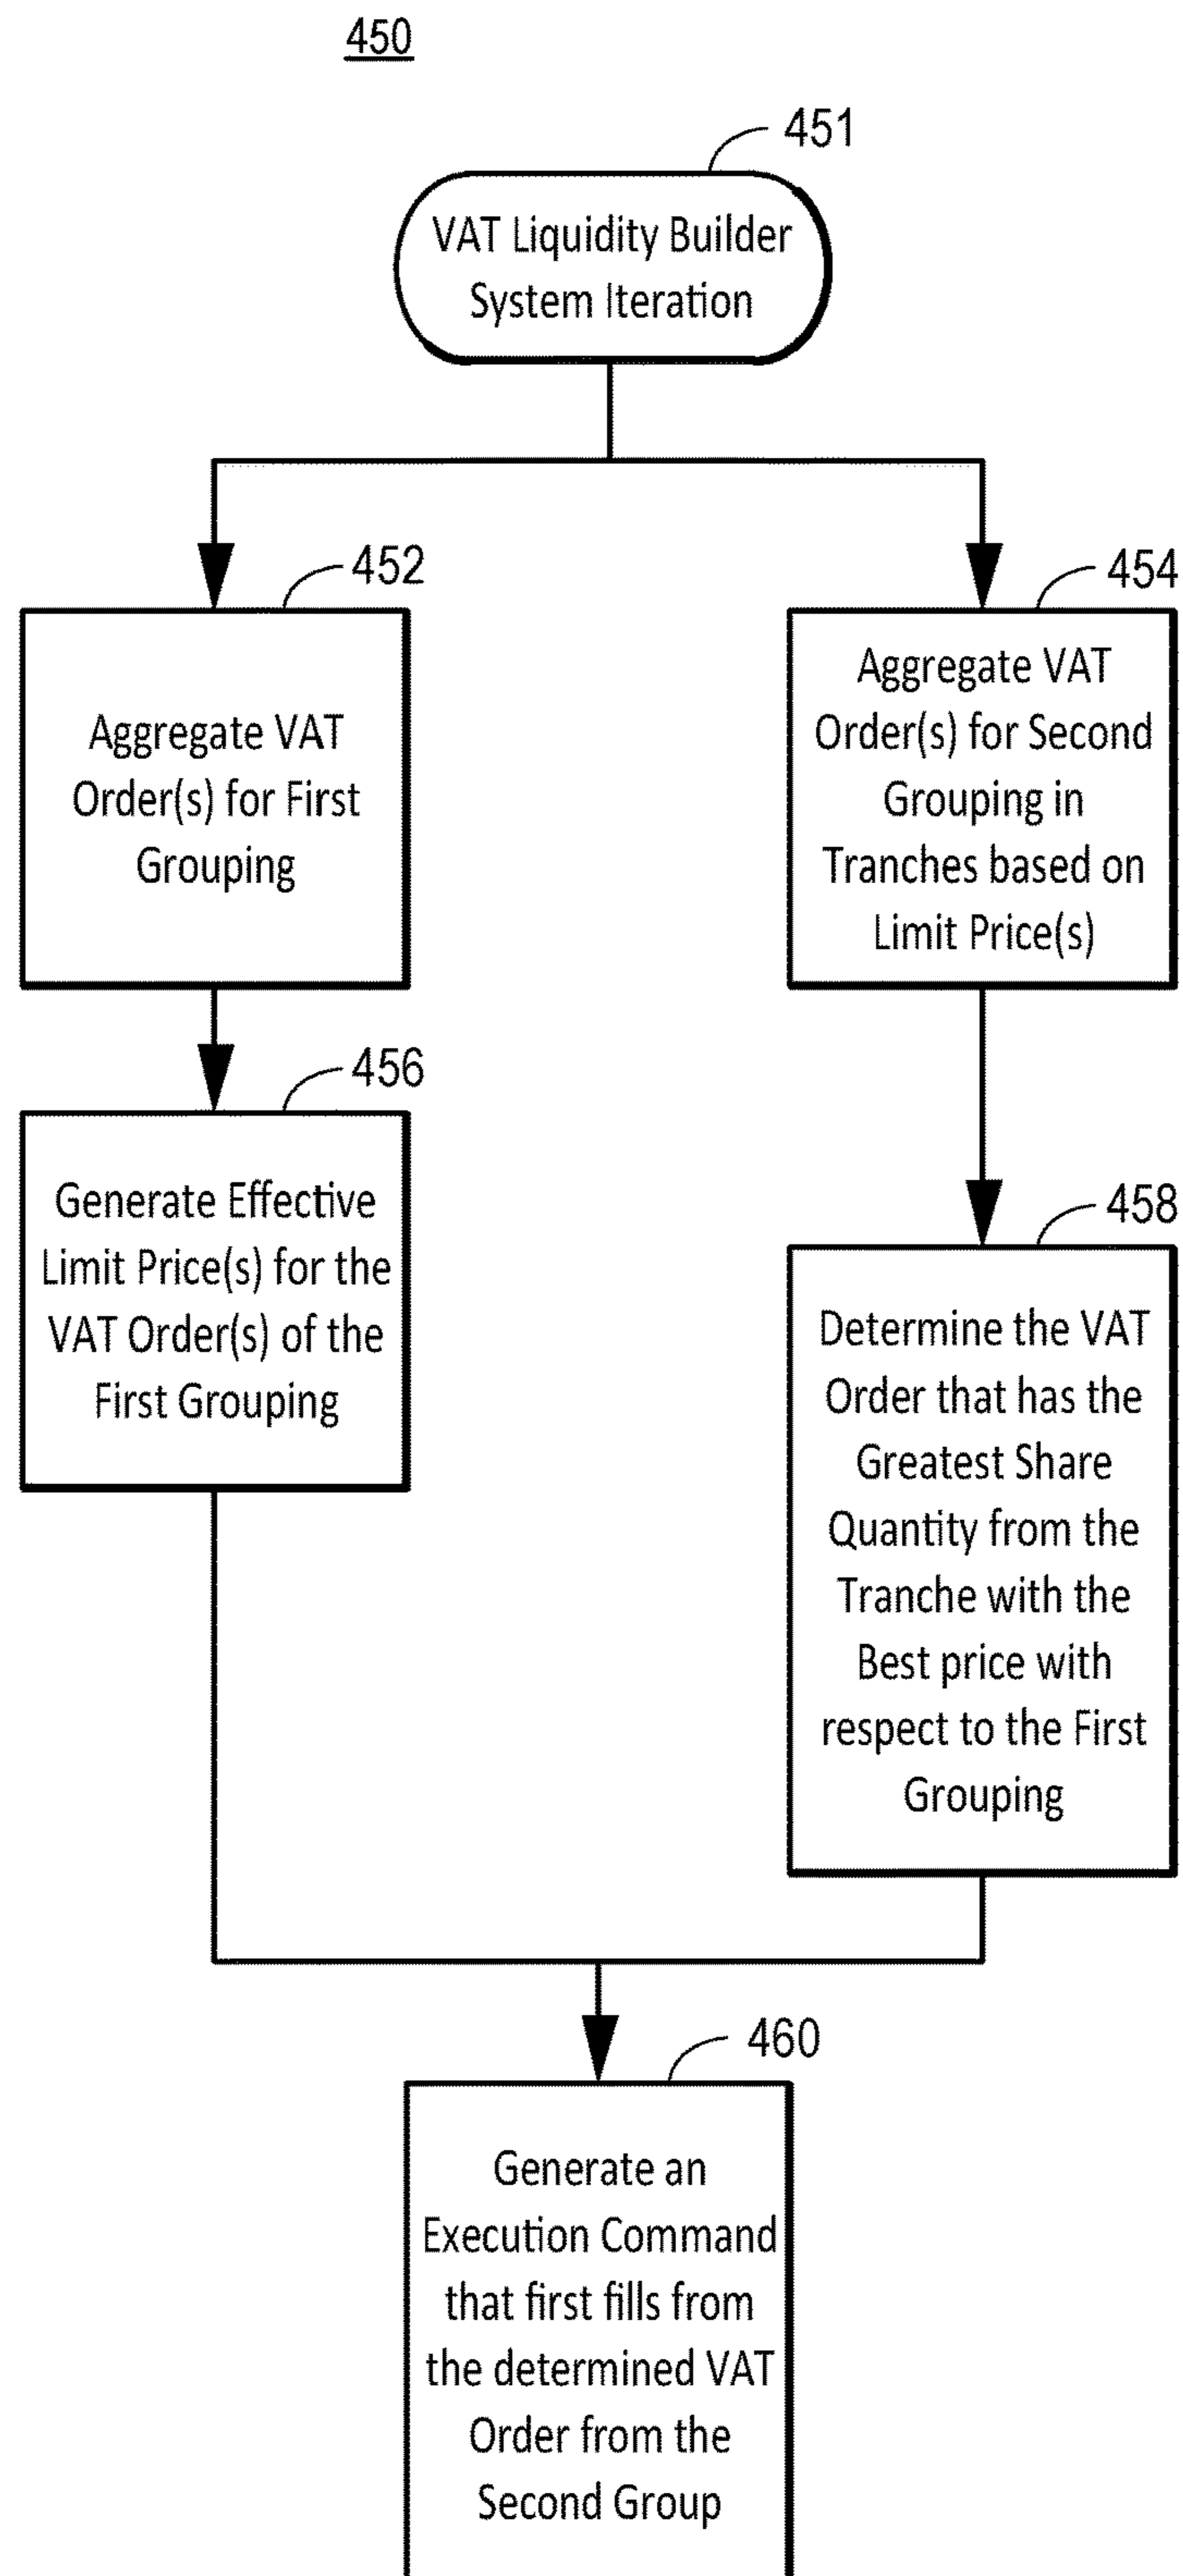 450
451
VAT Liquidity Builder
System Iteration
452
Aggregate VAT
Order(s) for First
Grouping
454
Aggregate VAT
Order(s) for Second
Grouping in
Tranches based on
Limit Price(s)
456
Generate Effective
Limit Price(s) for the
VAT Order(s) of the
First Grouping
458
Determine the VAT
Order that has the
Greatest Share
Quantity from the
Tranche with the
Best price with
respect to the First
Grouping
460
Generate an
Execution Command
that first fills from
the determined VAT
Order from the
Second Group